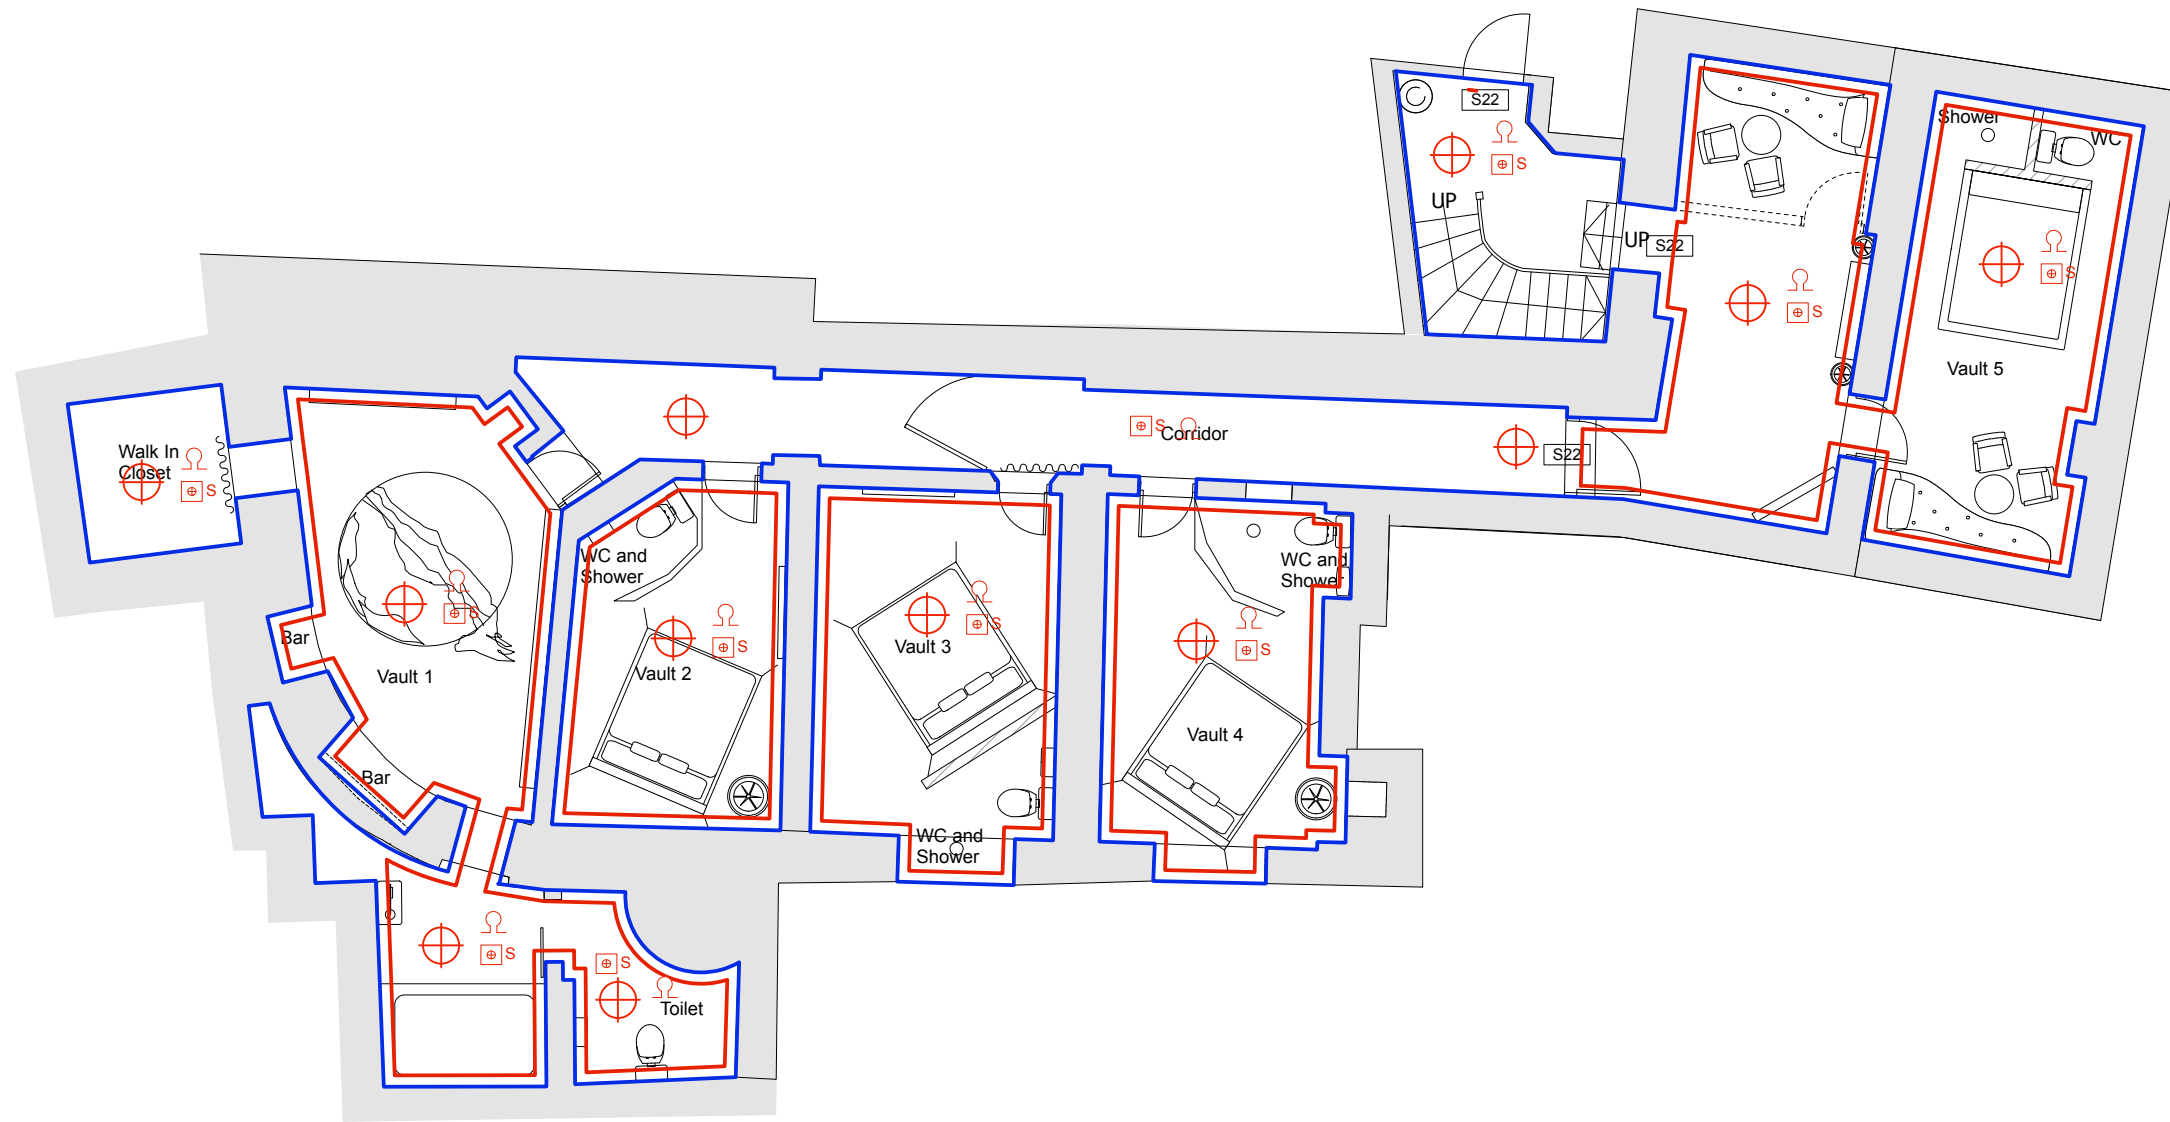 S22
S
UP
UP
S22
S
Shower
WC
S
Vault 5
Walk In
Closet
S
S
Corridor
S22
WC and
Shower
WC and
Shower
S
Bar
Vault 1
S
Vault 2
S
Vault 3
S
Vault 4
Bar
WC and
Shower
S
S
Toilet